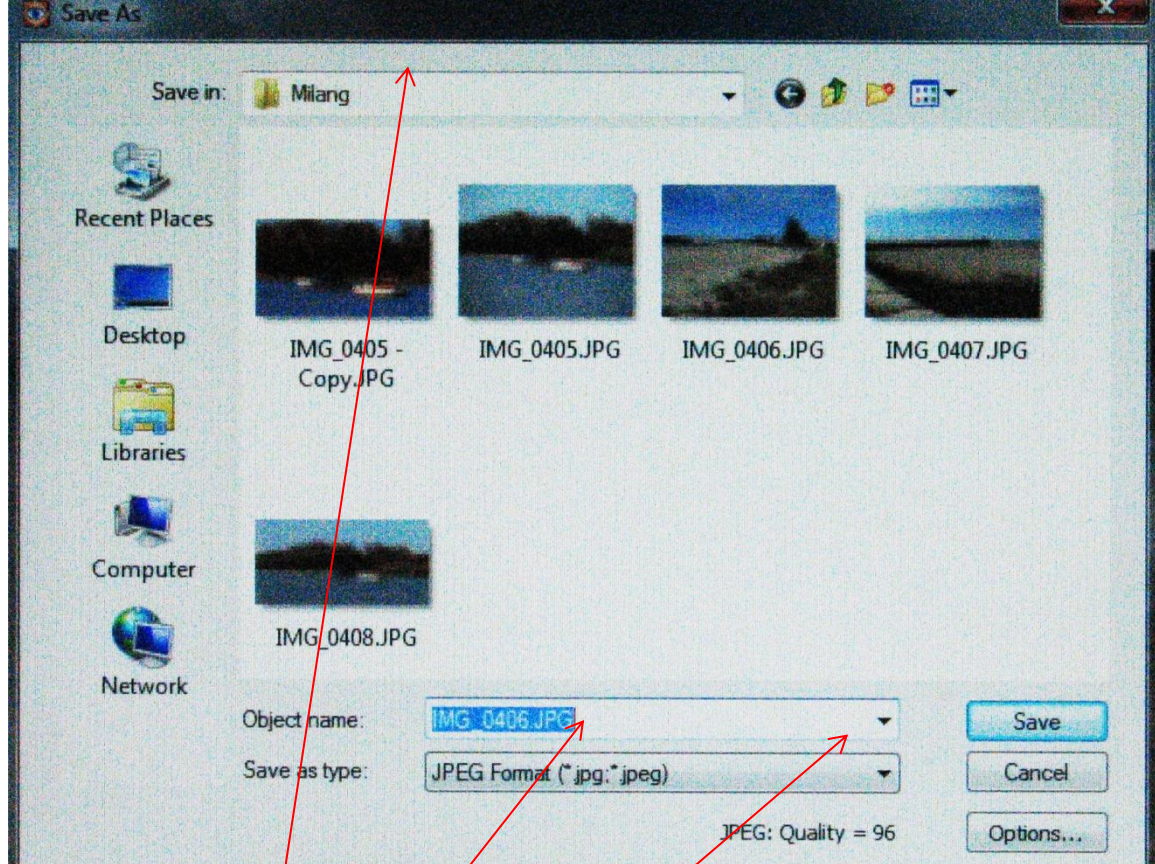 Save As
X
Save in: Milang
Recent Places
Desktop
Libraries
Computer
Network
IMG_0405 -
Copy.JPG
IMG_0405.JPG
IMG_0406.JPG
IMG_0407.JPG
IMG_0408.JPG
Object name: IMG_0406.JPG Save
Save as type: JPEG Format (*.jpg;*.jpeg) Cancel
JPEG: Quality = 96 Options...